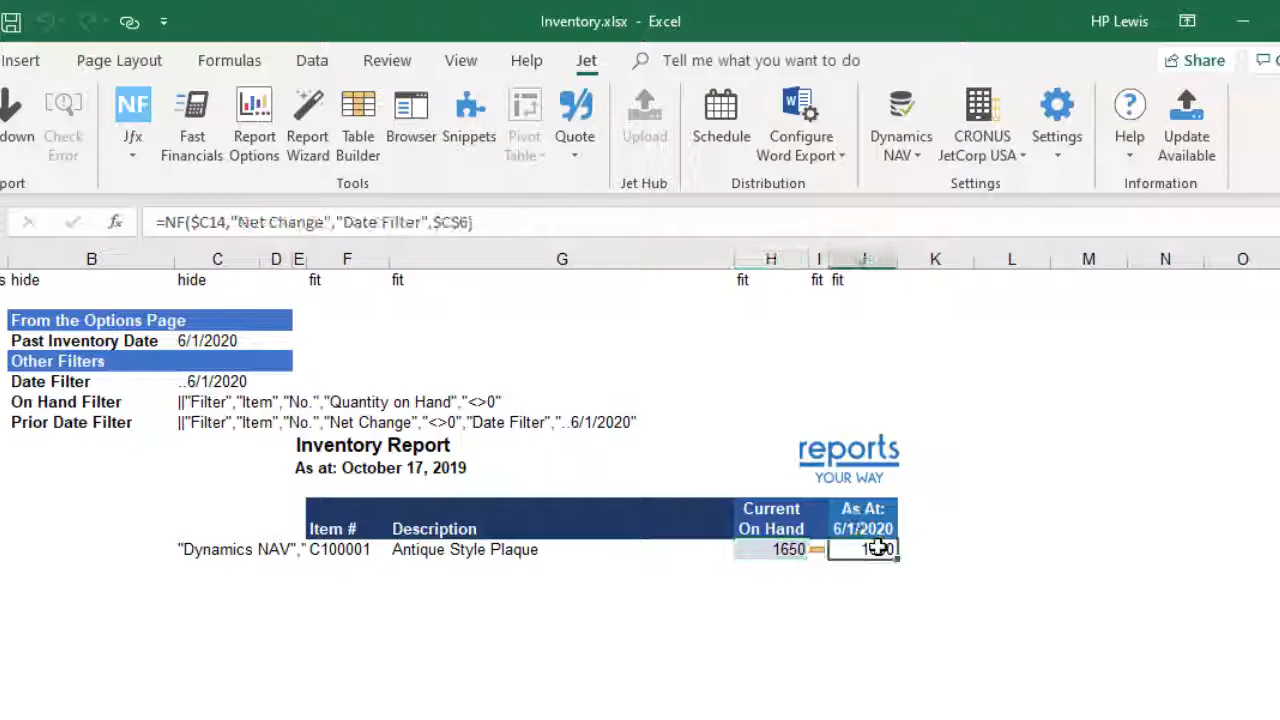 Inventory.xlsx - Excel
HP Lewis
Insert Page Layout Formulas Data Review View Help Jet Tell me what you want to do Share
down Check Error Jfx Fast Financials Report Options Report Wizard Table Builder Browser Snippets Pivot Table Quote Upload Schedule Configure Word Export Dynamics NAV CRONUS JetCorp USA Settings Help Update Available
port Tools Jet Hub Distribution Settings Information
fx =NF($C14,"Net Change","Date Filter",$C$6)
B C D E F G H I J K L M N O
s hide hide fit fit fit fit fit
From the Options Page
Past Inventory Date 6/1/2020
Other Filters
Date Filter ..6/1/2020
On Hand Filter ||"Filter","Item","No.","Quantity on Hand","<>0"
Prior Date Filter ||"Filter","Item","No.","Net Change","<>0","Date Filter","..6/1/2020"
Inventory Report
As at: October 17, 2019
reports
YOUR WAY
Current As At:
Item # Description On Hand 6/1/2020
"Dynamics NAV"," C100001 Antique Style Plaque 1650